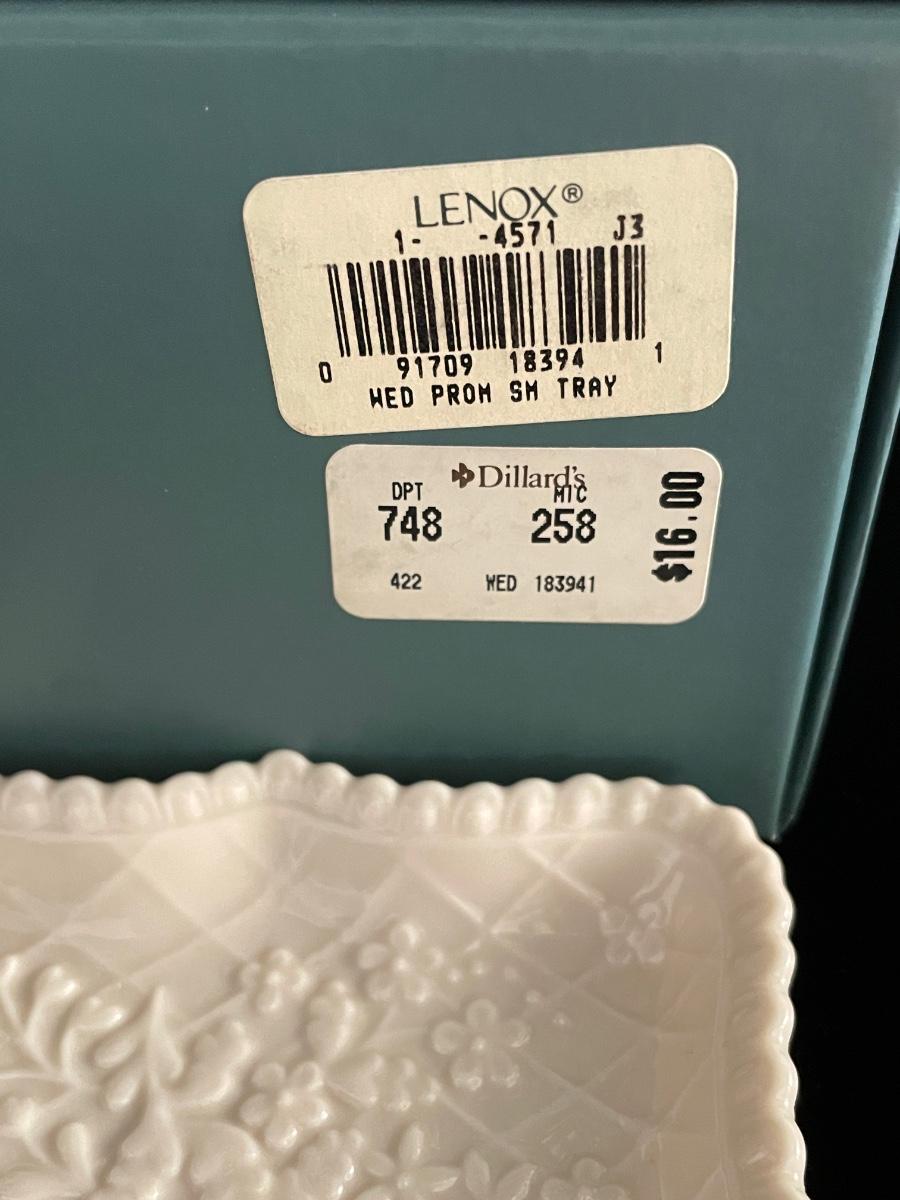 LENOX®
1- -4571 J3
0 91709 18394 1
WED PROM SM TRAY
Dillard's
DPT MIC
748 258
$16.00
422 WED 183941